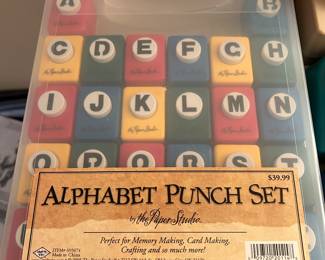 A
C D E F G H
I J K L M N
O P Q R S T
$39.99
ALPHABET PUNCH SET
by the Paper Studio
Perfect for Memory Making, Card Making,
Crafting and so much more!
Made in China